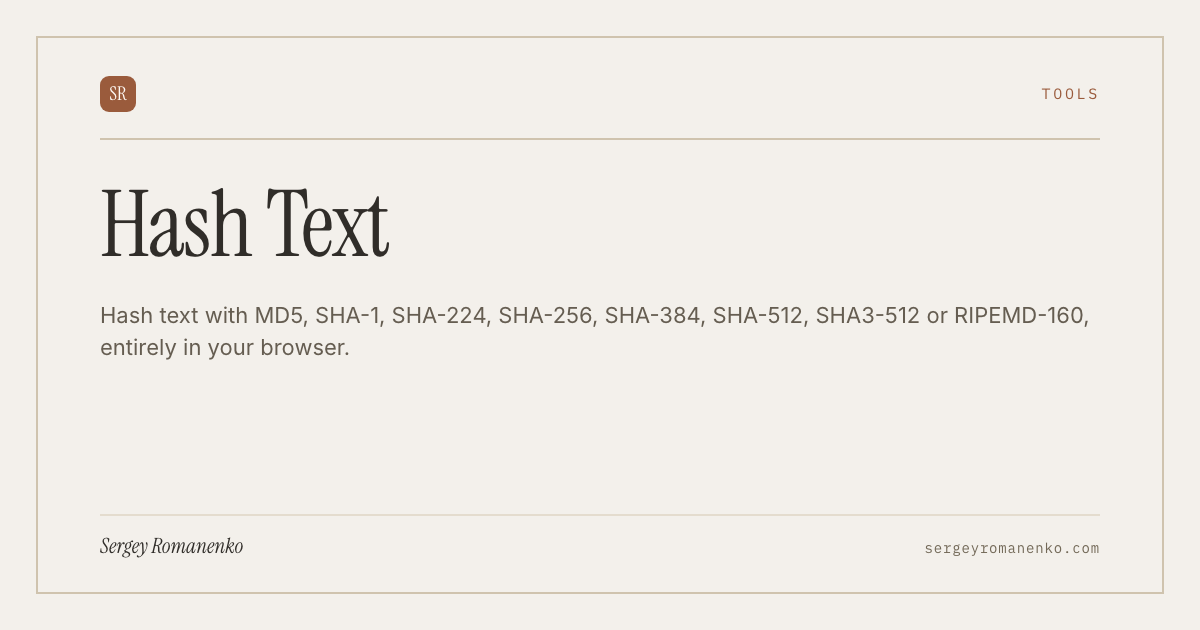 SR
TOOLS
Hash Text
Hash text with MD5, SHA-1, SHA-224, SHA-256, SHA-384, SHA-512, SHA3-512 or RIPEMD-160,
entirely in your browser.
Sergey Romanenko
sergeyromanenko.com